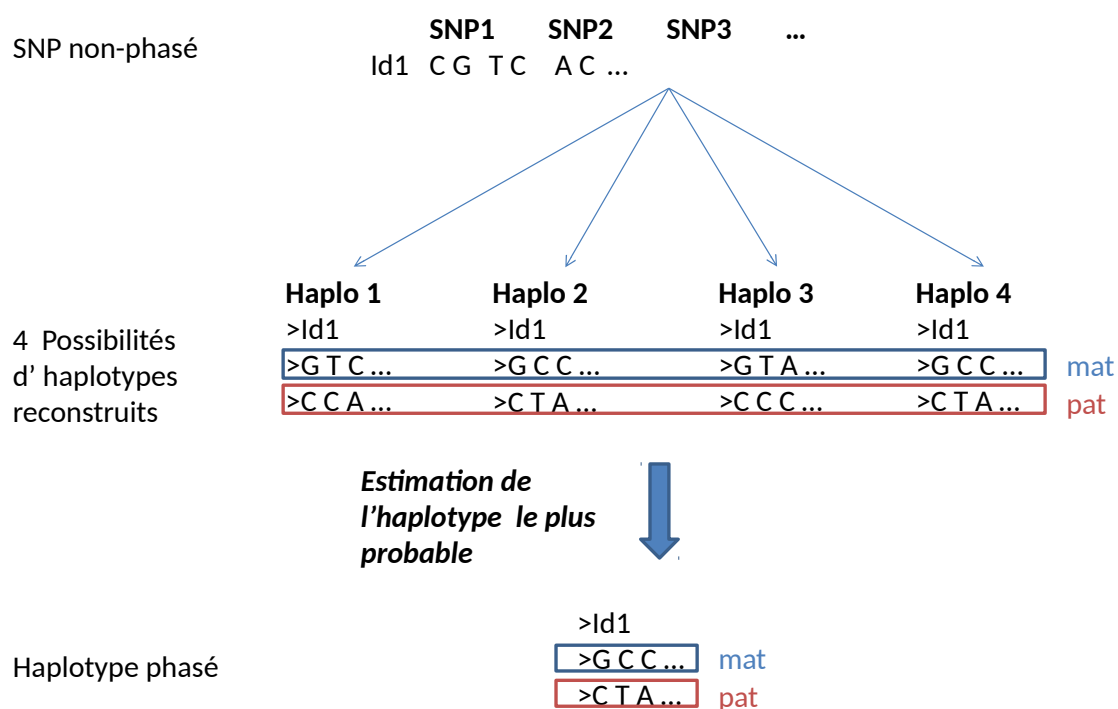 SNP non-phasé
SNP1 SNP2 SNP3 ...
Id1 C G T C A C ...
Haplo 1 Haplo 2 Haplo 3 Haplo 4
>Id1 >Id1 >Id1 >Id1
4 Possibilités
d' haplotypes
reconstruits
>G T C ... >G C C ... >G T A ... >G C C ... mat
>C C A ... >C T A ... >C C C ... >C T A ... pat
Estimation de
l'haplotype le plus
probable
>Id1
Haplotype phasé
>G C C ... mat
>C T A ... pat